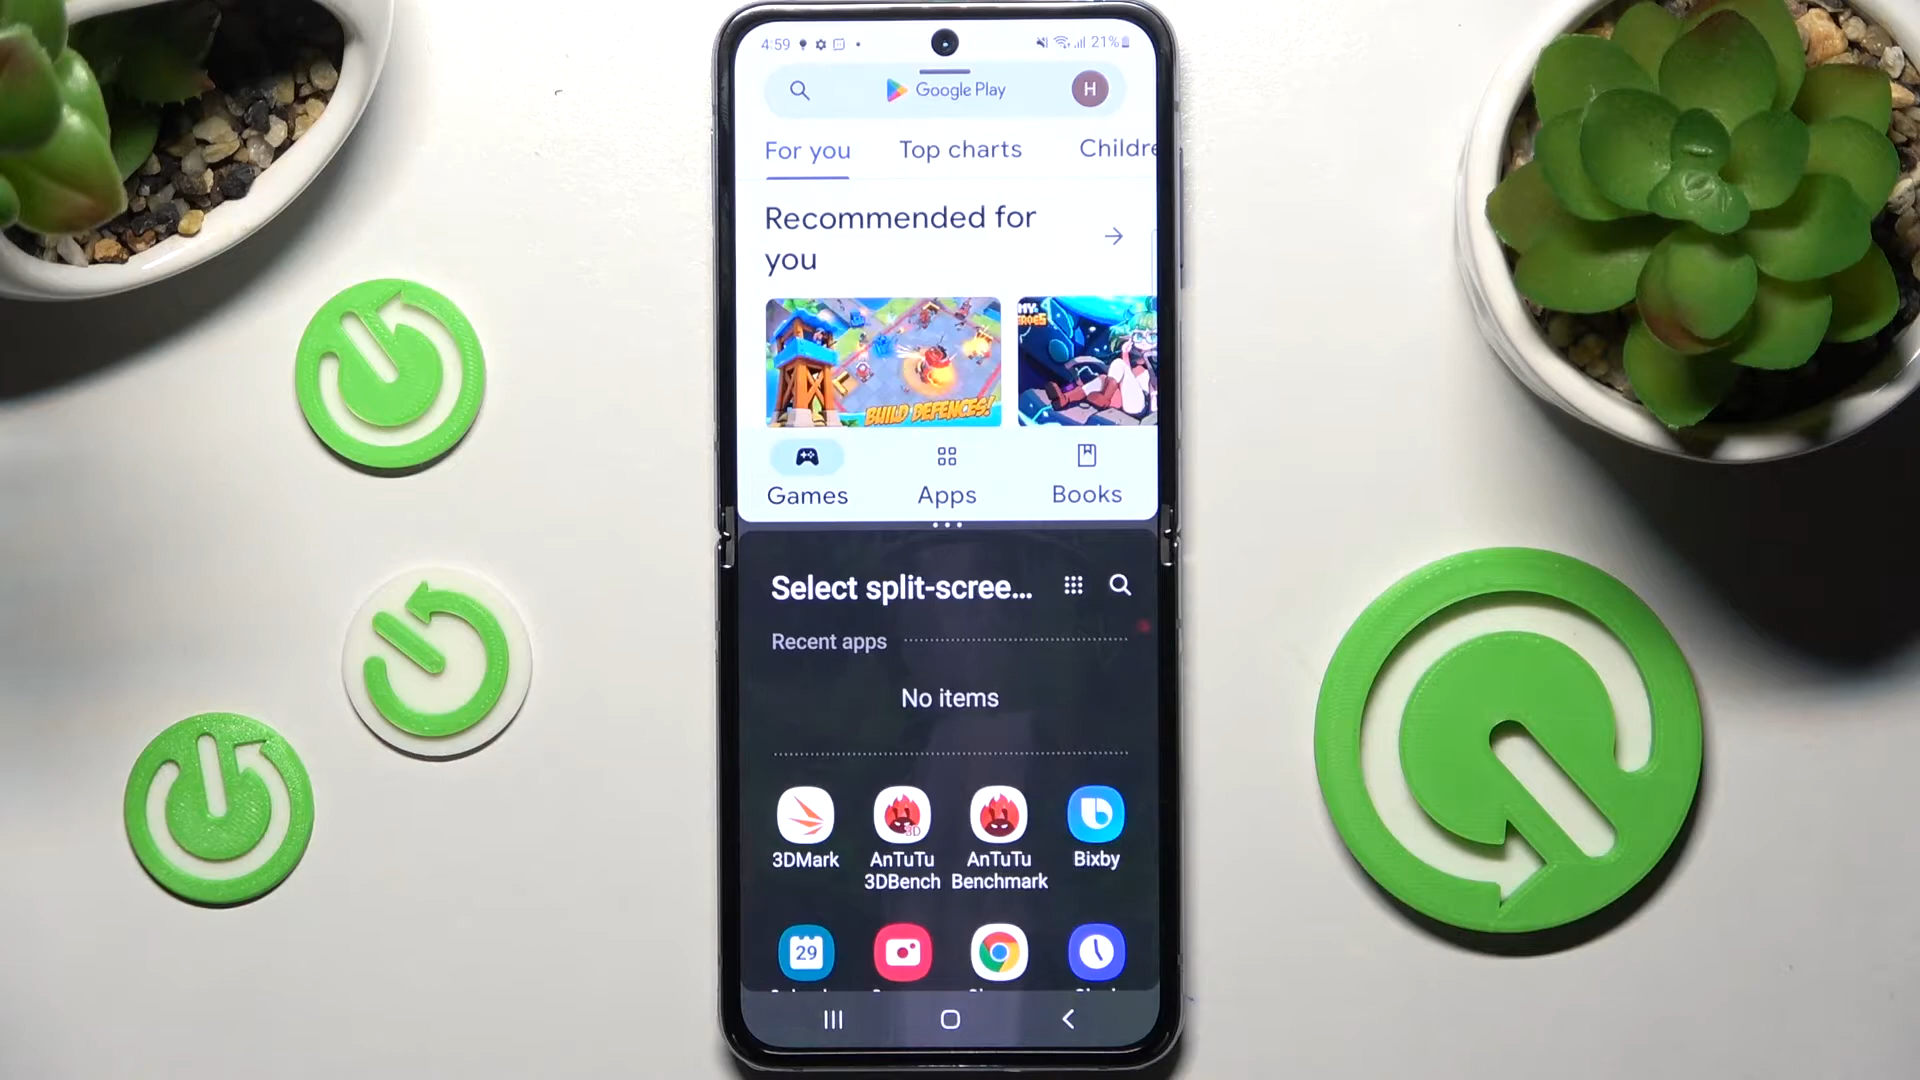 4:59
21%
Google Play
H
For you
Top charts
Childre
Recommended for
you
BUILD DEFENCES!
Games
Apps
Books
Select split-scree...
Recent apps
No items
3DMark
AnTuTu
3DBench
AnTuTu
Benchmark
Bixby
3D
29